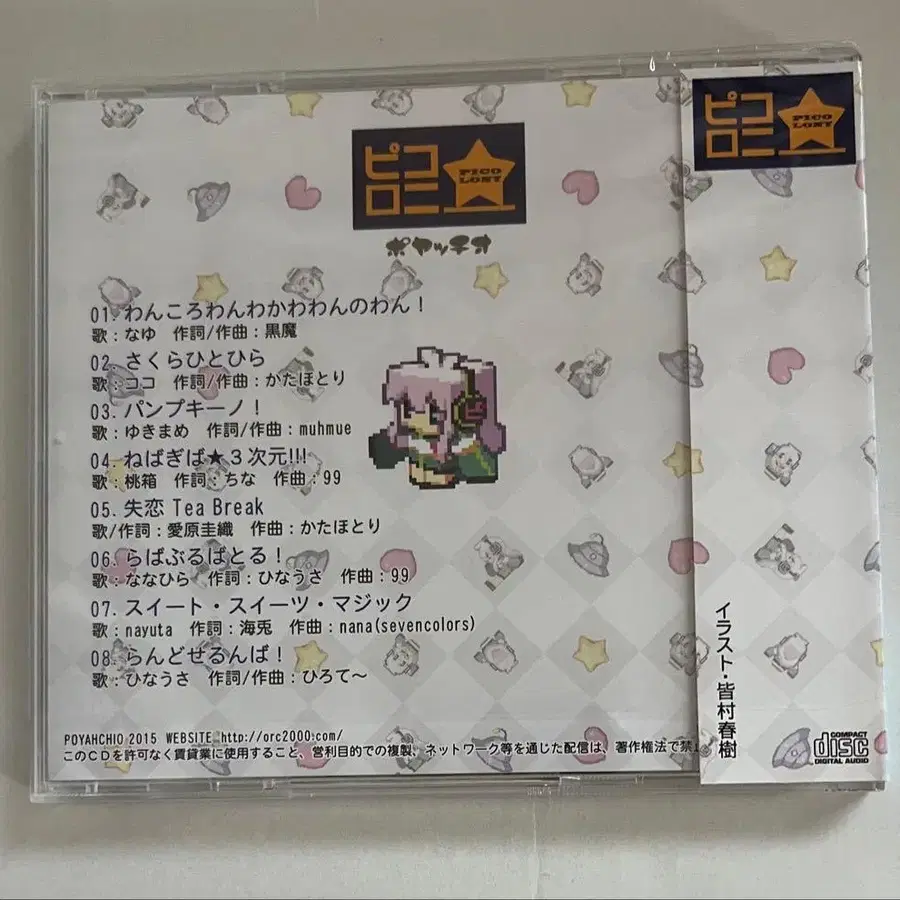 ピコ
ロニー
PICO
LONY
ポヤッチオ
01. わんころわんわかわわんのわん！
歌：なゆ 作詞/作曲：黒魔
02. さくらひとひら
歌：ココ 作詞/作曲：かたほとり
03. パンプキーノ！
歌：ゆきまめ 作詞/作曲：muhmue
04. ねばぎば★３次元!!!
歌：桃箱 作詞：ちな 作曲：99
05. 失恋 Tea Break
歌/作詞：愛原圭織 作曲：かたほとり
06. らばぶるばとる！
歌：ななひら 作詞：ひなうさ 作曲：99
07. スイート・スイーツ・マジック
歌：nayuta 作詞：海兎 作曲：nana(sevencolors)
08. らんどせるんば！
歌：ひなうさ 作詞/作曲：ひろて～
POYAHCHIO 2015 WEBSITE http://orc2000.com/
このＣＤを許可なく賃貸業に使用すること、営利目的での複製、ネットワーク等を通じた配信は、著作権法で禁止
ピコ
ロニー
PICO
LONY
イラスト・皆村春樹
COMPACT
disc
DIGITAL AUDIO